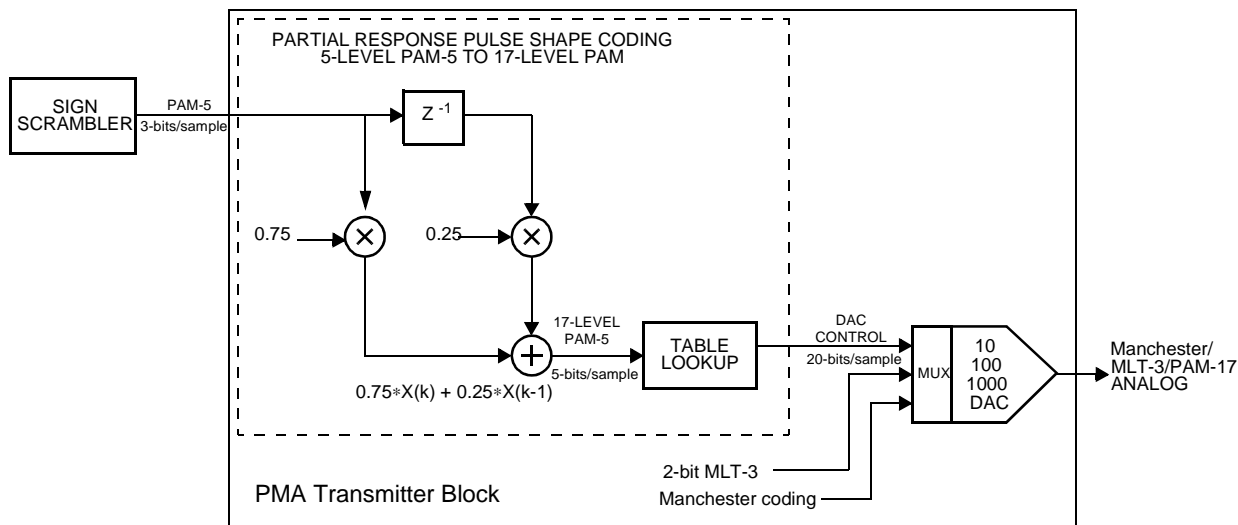 PARTIAL RESPONSE PULSE SHAPE CODING
5-LEVEL PAM-5 TO 17-LEVEL PAM
SIGN
SCRAMBLER
PAM-5
3-bits/sample
Z -1
0.75
×
0.25
×
17-LEVEL
PAM-5
5-bits/sample
+
0.75*X(k) + 0.25*X(k-1)
TABLE
LOOKUP
DAC
CONTROL
20-bits/sample
MUX
10
100
1000
DAC
Manchester/
MLT-3/PAM-17
ANALOG
2-bit MLT-3
Manchester coding
PMA Transmitter Block